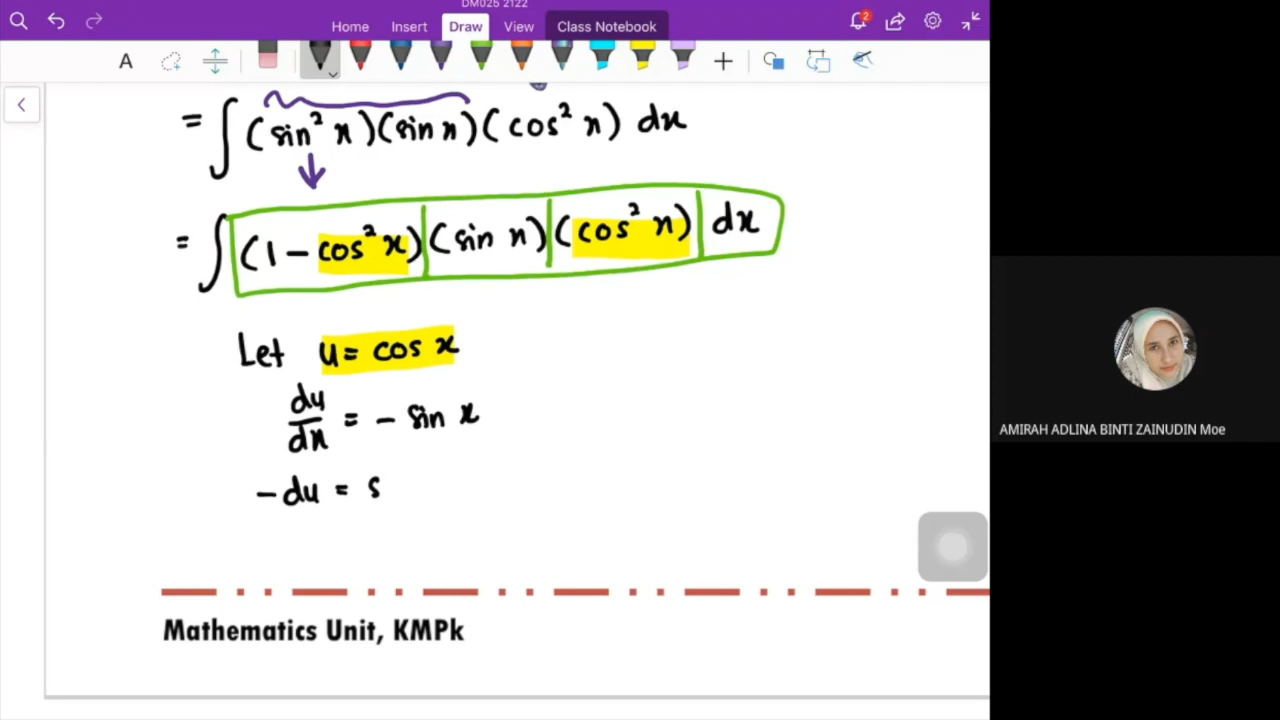 DM025 2122
Home Insert Draw View Class Notebook
2
A
= ∫ (sin² x)(sin x)(cos² x) dx
= ∫ (1 - cos² x)(sin x)(cos² x) dx
Let u = cos x
du/dx = - sin x
- du = s
AMIRAH ADLINA BINTI ZAINUDIN Moe
Mathematics Unit, KMPk